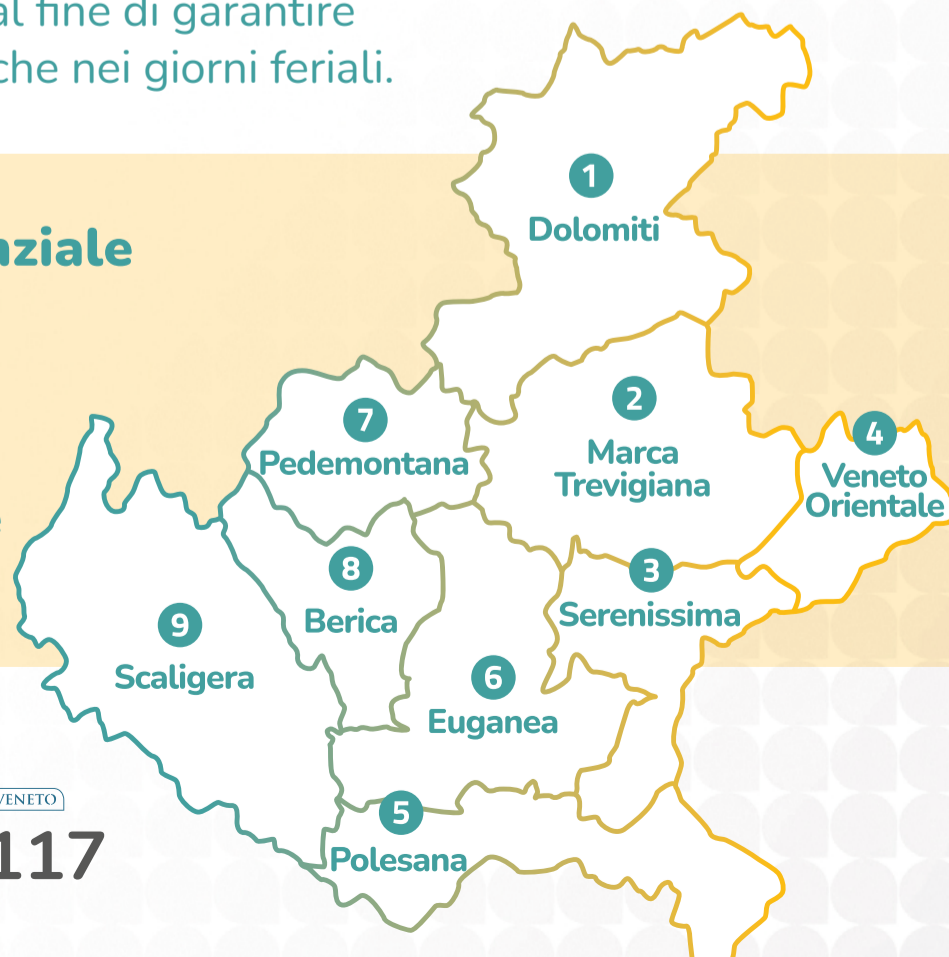 al fine di garantire
che nei giorni feriali.
nziale
1
Dolomiti
2
Marca
Trevigiana
7
Pedemontana
4
Veneto
Orientale
8
Berica
3
Serenissima
9
Scaligera
6
Euganea
VENETO
117
5
Polesana